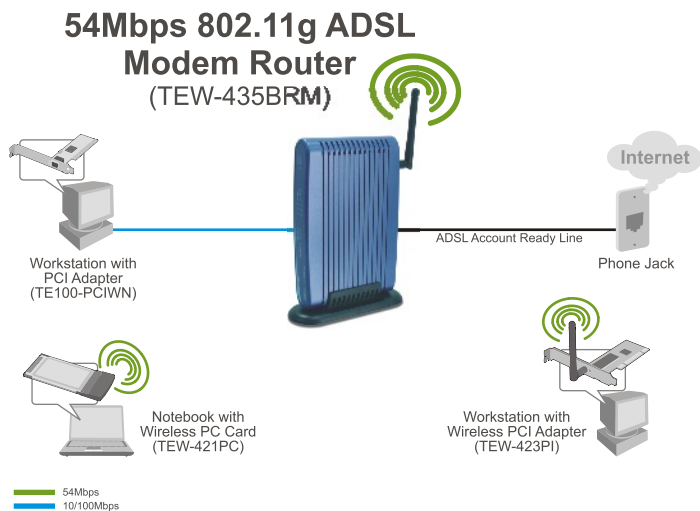 54Mbps 802.11g ADSL
Modem Router
(TEW-435BRM)
Internet
ADSL Account Ready Line
Phone Jack
Workstation with
PCI Adapter
(TE100-PCIWN)
Notebook with
Wireless PC Card
(TEW-421PC)
Workstation with
Wireless PCI Adapter
(TEW-423PI)
54Mbps
10/100Mbps